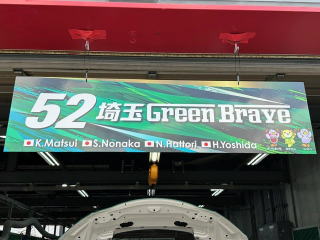 52 埼玉 Green Brave
K.Matsui S.Nonaka N.Hattori H.Yoshida